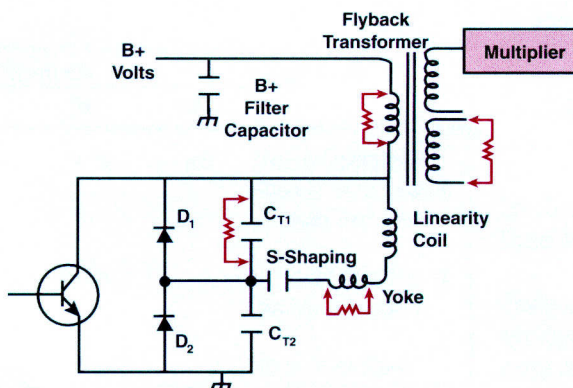 Flyback
Transformer
Multiplier
B+
Volts
B+
Filter
Capacitor
D1
CT1
Linearity
Coil
S-Shaping
Yoke
D2
CT2